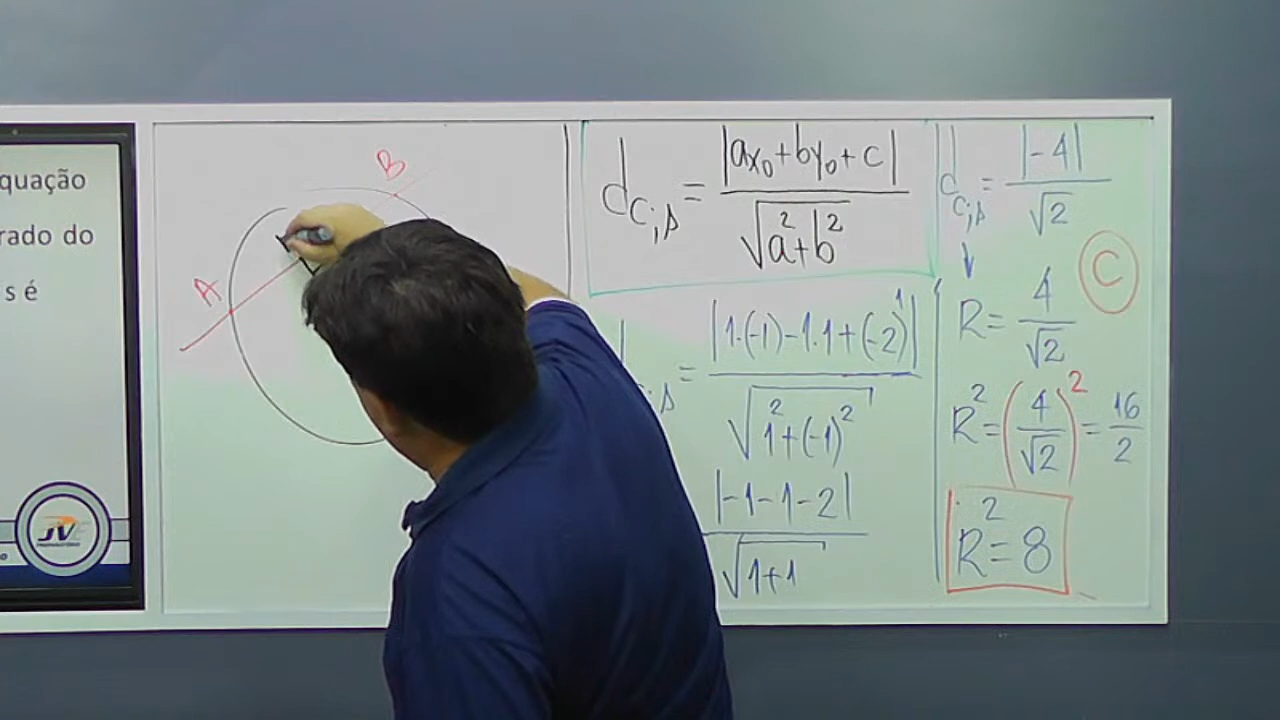 quação
rado do
s é
JV
A
B
d_{C;s} = |ax₀+by₀+c| / √(a²+b²)
= |1·(-1)-1·1+(-2)| / √(1²+(-1)²)
|-1-1-2| / √(1+1)
d_{C;s} = |-4| / √2
↓
R = 4/√2
C
R² = (4/√2)² = 16/2
R² = 8